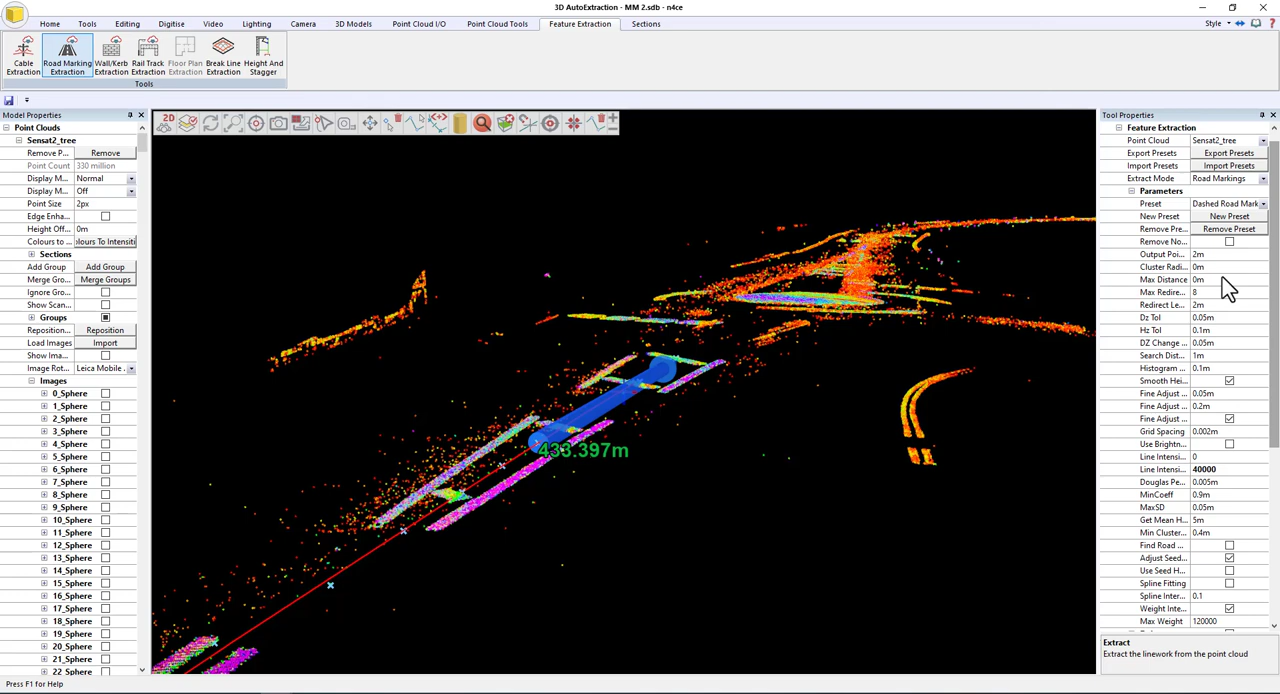 3D AutoExtraction - MM 2.sdb - n4ce
Home Tools Editing Digitise Video Lighting Camera 3D Models Point Cloud I/O Point Cloud Tools Feature Extraction Sections
Style
Cable Extraction
Road Marking Extraction
Wall/Kerb Extraction
Rail Track Extraction
Floor Plan Extraction
Break Line Extraction
Height And Stagger
Tools
Model Properties
Point Clouds
Sensat2_tree
Remove P... Remove
Point Count 330 million
Display M... Normal
Display M... Off
Point Size 2px
Edge Enha...
Height Off... 0m
Colours to ... olours To Intensiti
Sections
Add Group Add Group
Merge Gro... Merge Groups
Ignore Gro...
Show Scan...
Groups
Reposition... Reposition
Load Images Import
Show Ima...
Image Rot... Leica Mobile
Images
0_Sphere
1_Sphere
2_Sphere
3_Sphere
4_Sphere
5_Sphere
6_Sphere
7_Sphere
8_Sphere
9_Sphere
10_Sphere
11_Sphere
12_Sphere
13_Sphere
14_Sphere
15_Sphere
16_Sphere
17_Sphere
18_Sphere
19_Sphere
20_Sphere
21_Sphere
22_Sphere
2D
433.397m
Tool Properties
Feature Extraction
Point Cloud Sensat2_tree
Export Presets Export Presets
Import Presets Import Presets
Extract Mode Road Markings
Parameters
Preset Dashed Road Mark
New Preset New Preset
Remove Pre... Remove Preset
Remove No...
Output Poi... 2m
Cluster Radi... 0m
Max Distance 0m
Max Redire... 8
Redirect Le... 2m
Dz Tol 0.05m
Hz Tol 0.1m
DZ Change ... 0.05m
Search Dist... 1m
Histogram ... 0.1m
Smooth Hei...
Fine Adjust ... 0.05m
Fine Adjust ... 0.2m
Fine Adjust ...
Grid Spacing 0.002m
Use Brightn...
Line Intensi... 0
Line Intensi... 40000
Douglas Pe... 0.005m
MinCoeff 0.9m
MaxSD 0.05m
Get Mean H... 5m
Min Cluster... 0.4m
Find Road ...
Adjust Seed...
Use Seed H...
Spline Fitting
Spline Inter... 0.1
Weight Inte...
Max Weight 120000
Extract
Extract the linework from the point cloud
Press F1 for Help